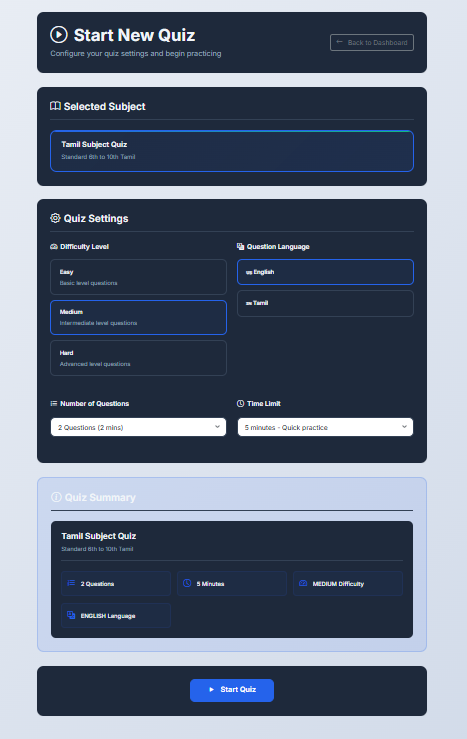 Start New Quiz
Configure your quiz settings and begin practicing
← Back to Dashboard
Selected Subject
Tamil Subject Quiz
Standard 6th to 10th Tamil
Quiz Settings
Difficulty Level
Easy
Basic level questions
Medium
Intermediate level questions
Hard
Advanced level questions
Question Language
English
Tamil
Number of Questions
2 Questions (2 mins)
Time Limit
5 minutes - Quick practice
Quiz Summary
Tamil Subject Quiz
Standard 6th to 10th Tamil
2 Questions
5 Minutes
MEDIUM Difficulty
ENGLISH Language
Start Quiz